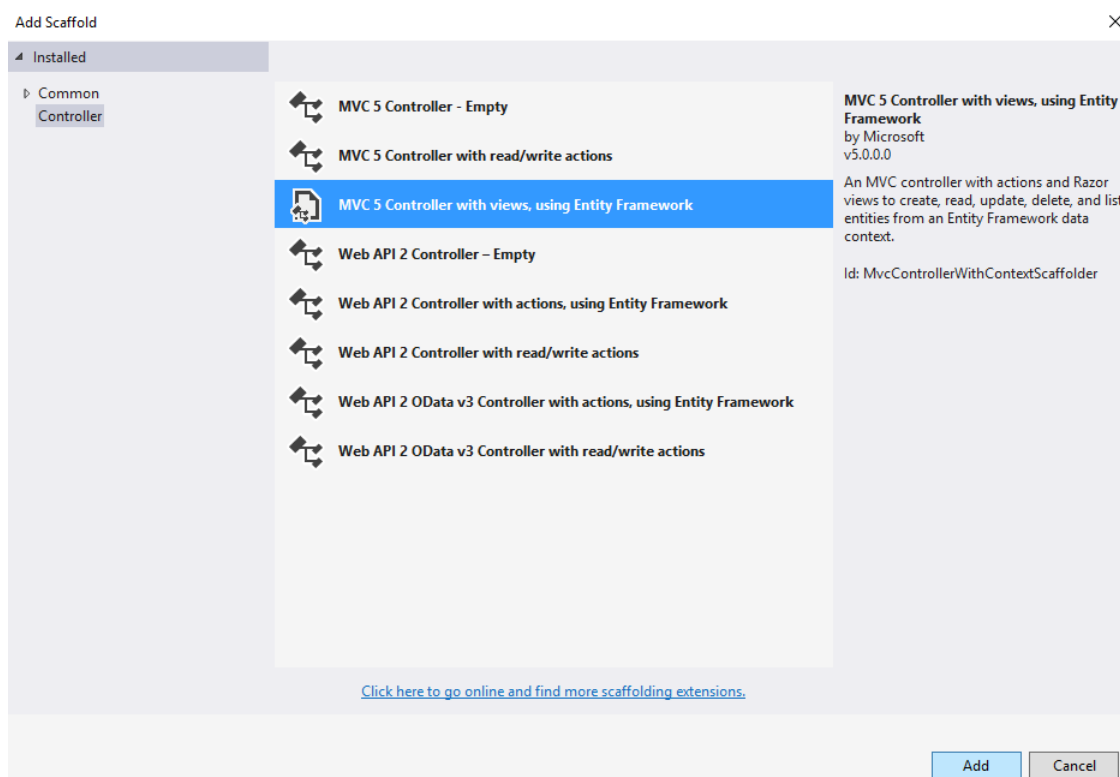 Add Scaffold
Installed
Common
Controller
MVC 5 Controller - Empty
MVC 5 Controller with read/write actions
MVC 5 Controller with views, using Entity Framework
Web API 2 Controller – Empty
Web API 2 Controller with actions, using Entity Framework
Web API 2 Controller with read/write actions
Web API 2 OData v3 Controller with actions, using Entity Framework
Web API 2 OData v3 Controller with read/write actions
Click here to go online and find more scaffolding extensions.
MVC 5 Controller with views, using Entity
Framework
by Microsoft
v5.0.0.0
An MVC controller with actions and Razor
views to create, read, update, delete, and list
entities from an Entity Framework data
context.
Id: MvcControllerWithContextScaffolder
Add
Cancel